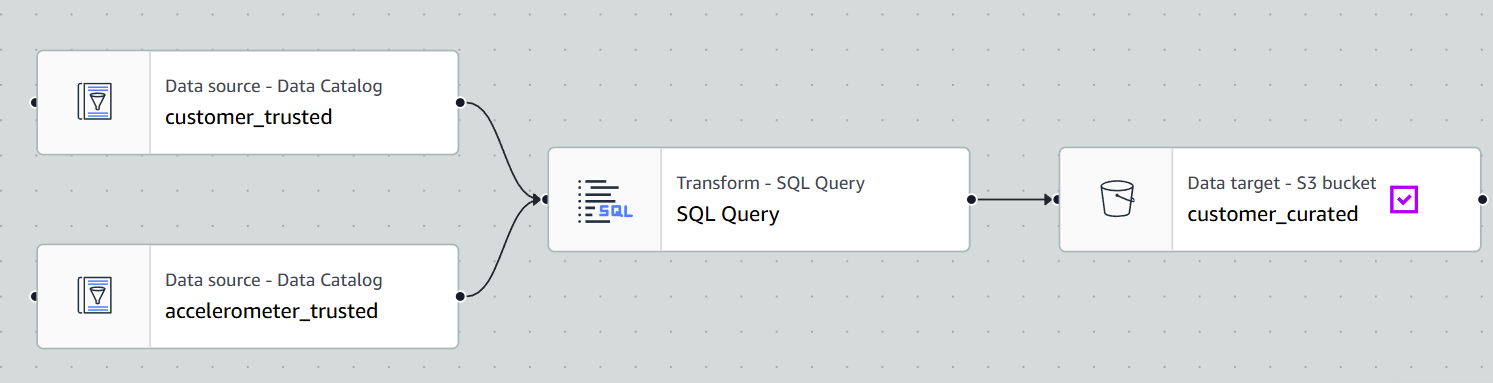 Data source - Data Catalog
customer_trusted
Data source - Data Catalog
accelerometer_trusted
SQL
Transform - SQL Query
SQL Query
Data target - S3 bucket
customer_curated